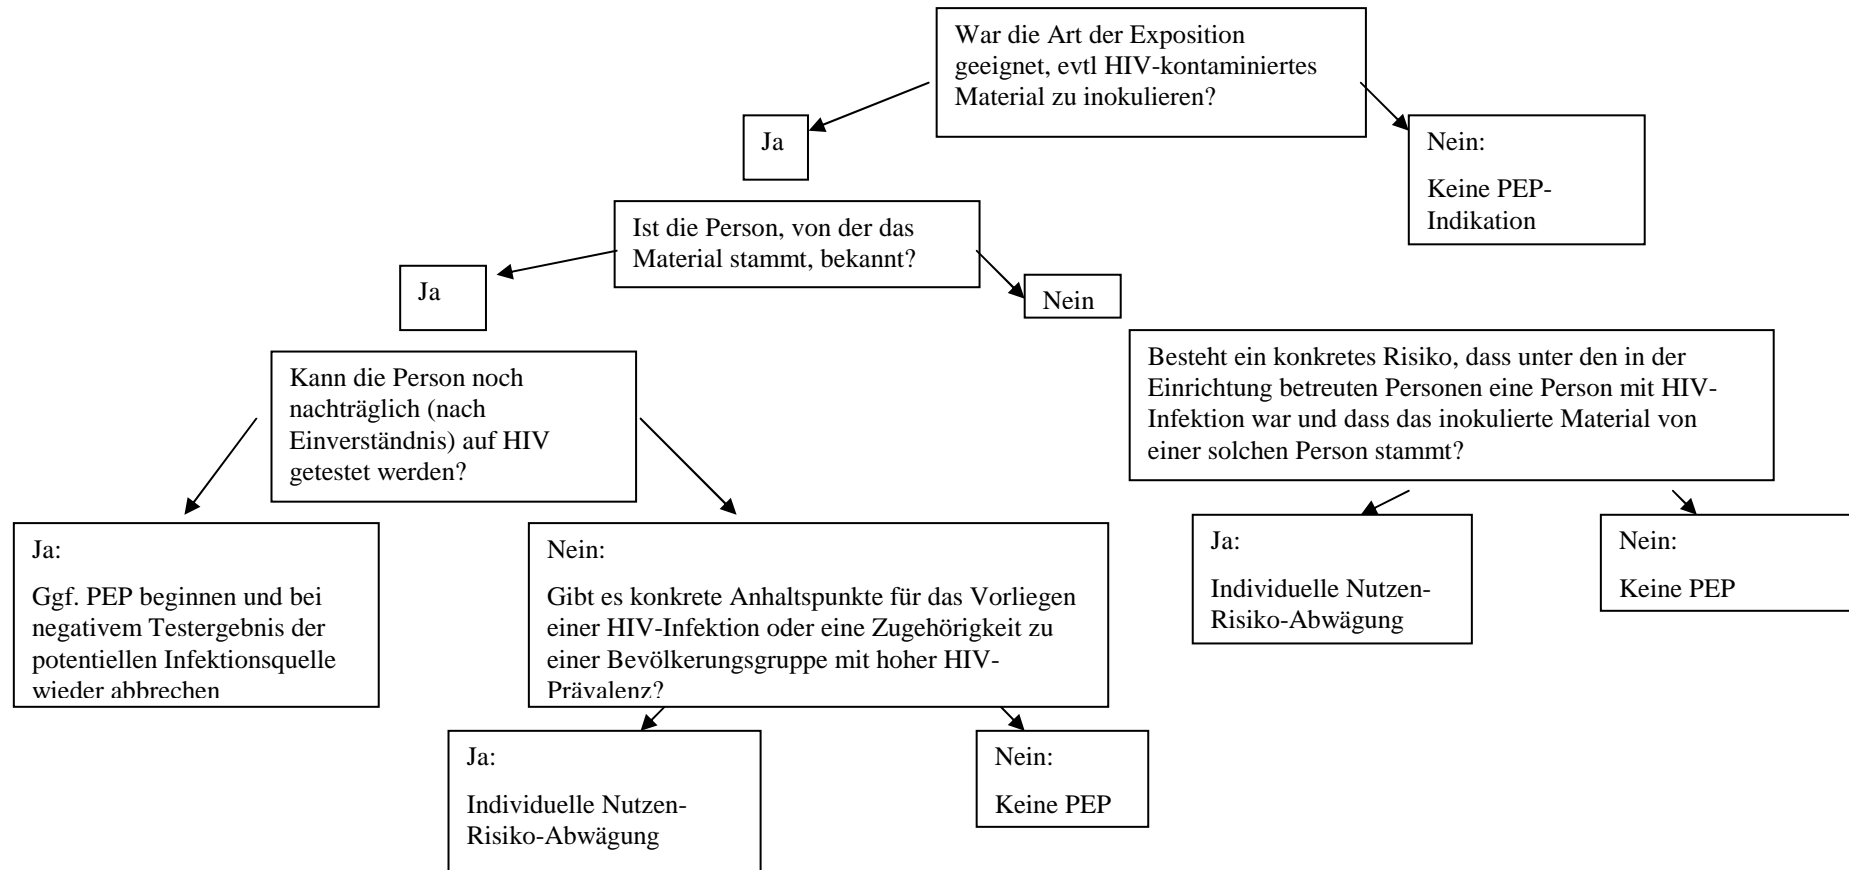 War die Art der Exposition
geeignet, evtl HIV-kontaminiertes
Material zu inokulieren?
Ja
Nein:
Keine PEP-
Indikation
Ist die Person, von der das
Material stammt, bekannt?
Ja
Nein
Kann die Person noch
nachträglich (nach
Einverständnis) auf HIV
getestet werden?
Besteht ein konkretes Risiko, dass unter den in der
Einrichtung betreuten Personen eine Person mit HIV-
Infektion war und dass das inokulierte Material von
einer solchen Person stammt?
Ja:
Ggf. PEP beginnen und bei
negativem Testergebnis der
potentiellen Infektionsquelle
wieder abbrechen
Nein:
Gibt es konkrete Anhaltspunkte für das Vorliegen
einer HIV-Infektion oder eine Zugehörigkeit zu
einer Bevölkerungsgruppe mit hoher HIV-
Prävalenz?
Ja:
Individuelle Nutzen-
Risiko-Abwägung
Nein:
Keine PEP
Ja:
Individuelle Nutzen-
Risiko-Abwägung
Nein:
Keine PEP